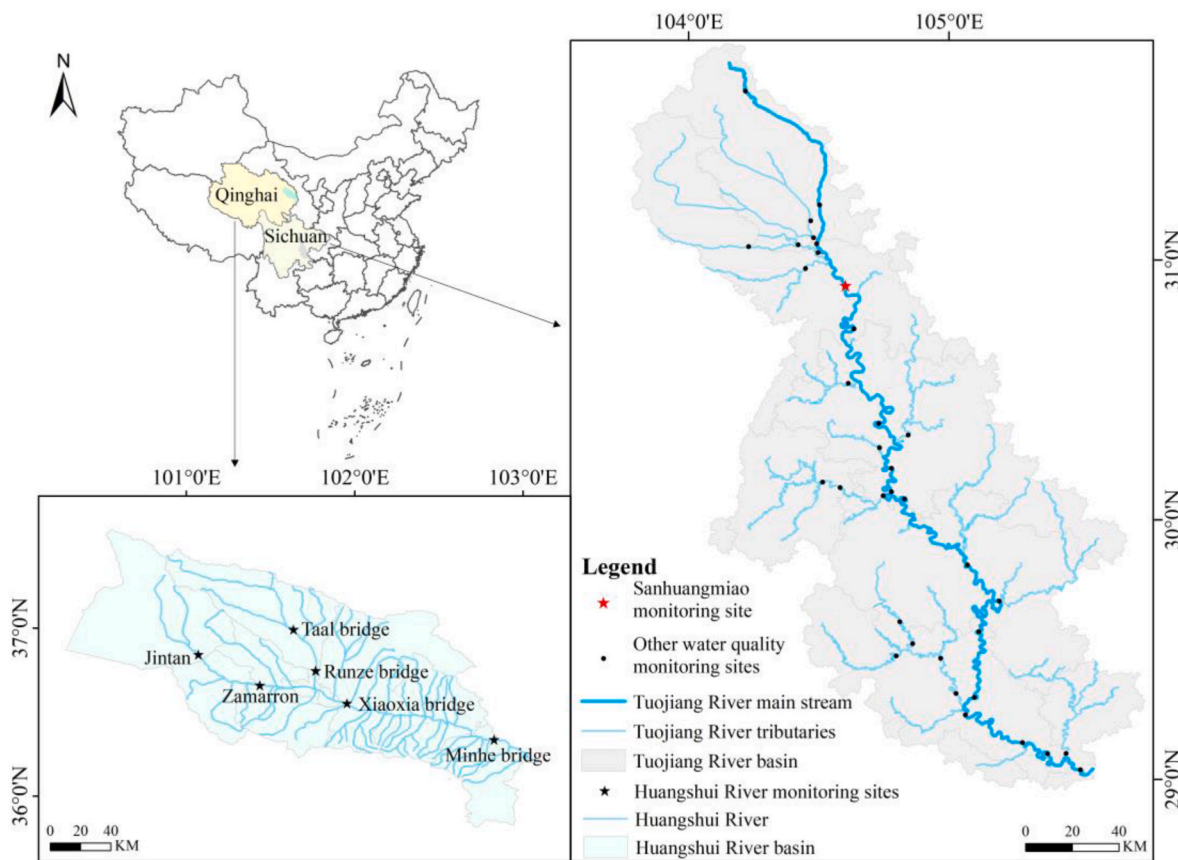 104°0'E 105°0'E
N
Qinghai
Sichuan
31°0'N
30°0'N
29°0'N
101°0'E 102°0'E 103°0'E
37°0'N
36°0'N
Taal bridge
Jintan
Runze bridge
Zamarron
Xiaoxia bridge
Minhe bridge
0 20 40
KM
Legend
Sanhuangmiao
monitoring site
Other water quality
monitoring sites
Tuojiang River main stream
Tuojiang River tributaries
Tuojiang River basin
Huangshui River monitoring sites
Huangshui River
Huangshui River basin
0 20 40
KM